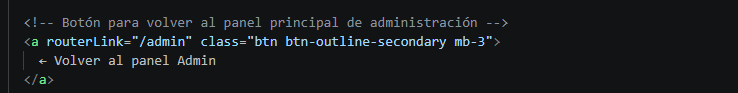 <!-- Botón para volver al panel principal de administración -->
<a routerLink="/admin" class="btn btn-outline-secondary mb-3">
← Volver al panel Admin
</a>